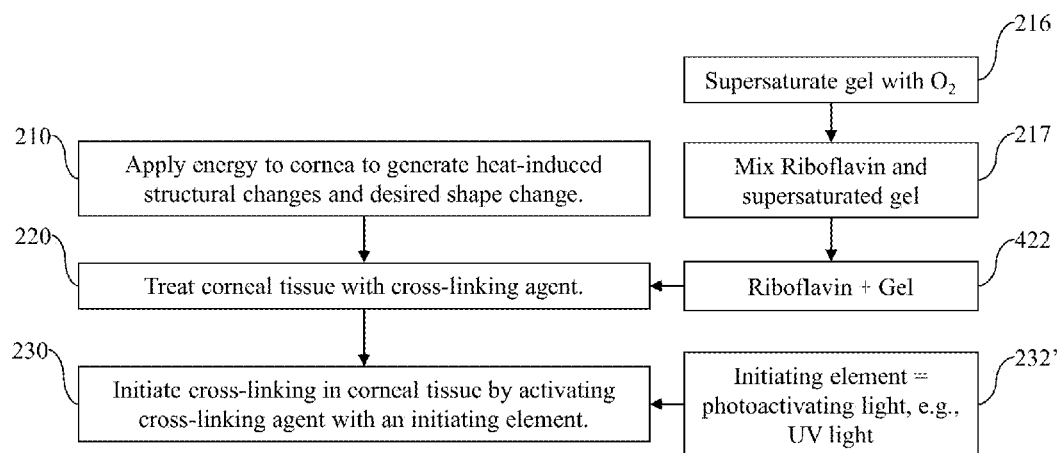 216
Supersaturate gel with O₂
210
217
Apply energy to cornea to generate heat-induced
structural changes and desired shape change.
Mix Riboflavin and
supersaturated gel
220
422
Treat corneal tissue with cross-linking agent.
Riboflavin + Gel
230
232'
Initiate cross-linking in corneal tissue by activating
cross-linking agent with an initiating element.
Initiating element =
photoactivating light, e.g.,
UV light